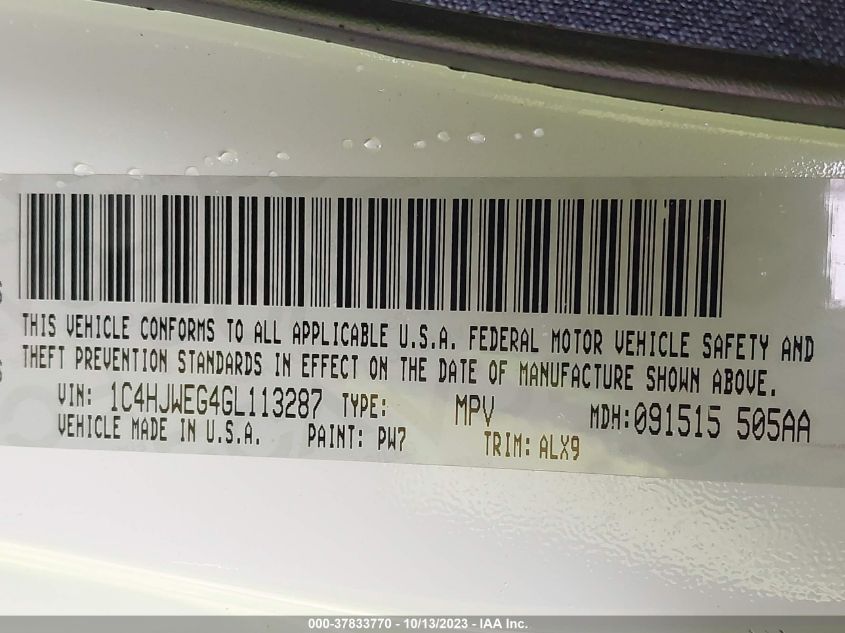 THIS VEHICLE CONFORMS TO ALL APPLICABLE U.S.A. FEDERAL MOTOR VEHICLE SAFETY AND
THEFT PREVENTION STANDARDS IN EFFECT ON THE DATE OF MANUFACTURE SHOWN ABOVE.
VIN: 1C4HJWEG4GL113287 TYPE: MPV MDH:091515 505AA
VEHICLE MADE IN U.S.A. PAINT: PW7 TRIM: ALX9
000-37833770 - 10/13/2023 - IAA Inc.